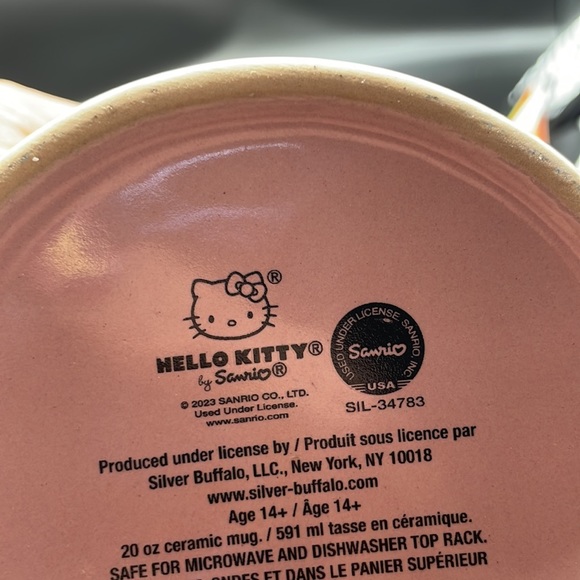 ®
HELLO KITTY®
by Sanrio®
© 2023 SANRIO CO., LTD.
Used Under License.
www.sanrio.com
USED UNDER LICENSE. SANRIO, INC.
Sanrio
USA
SIL-34783
Produced under license by / Produit sous licence par
Silver Buffalo, LLC., New York, NY 10018
www.silver-buffalo.com
Age 14+ / Âge 14+
20 oz ceramic mug. / 591 ml tasse en céramique.
SAFE FOR MICROWAVE AND DISHWASHER TOP RACK.
ONDES ET DANS LE PANIER SUPÉRIEUR